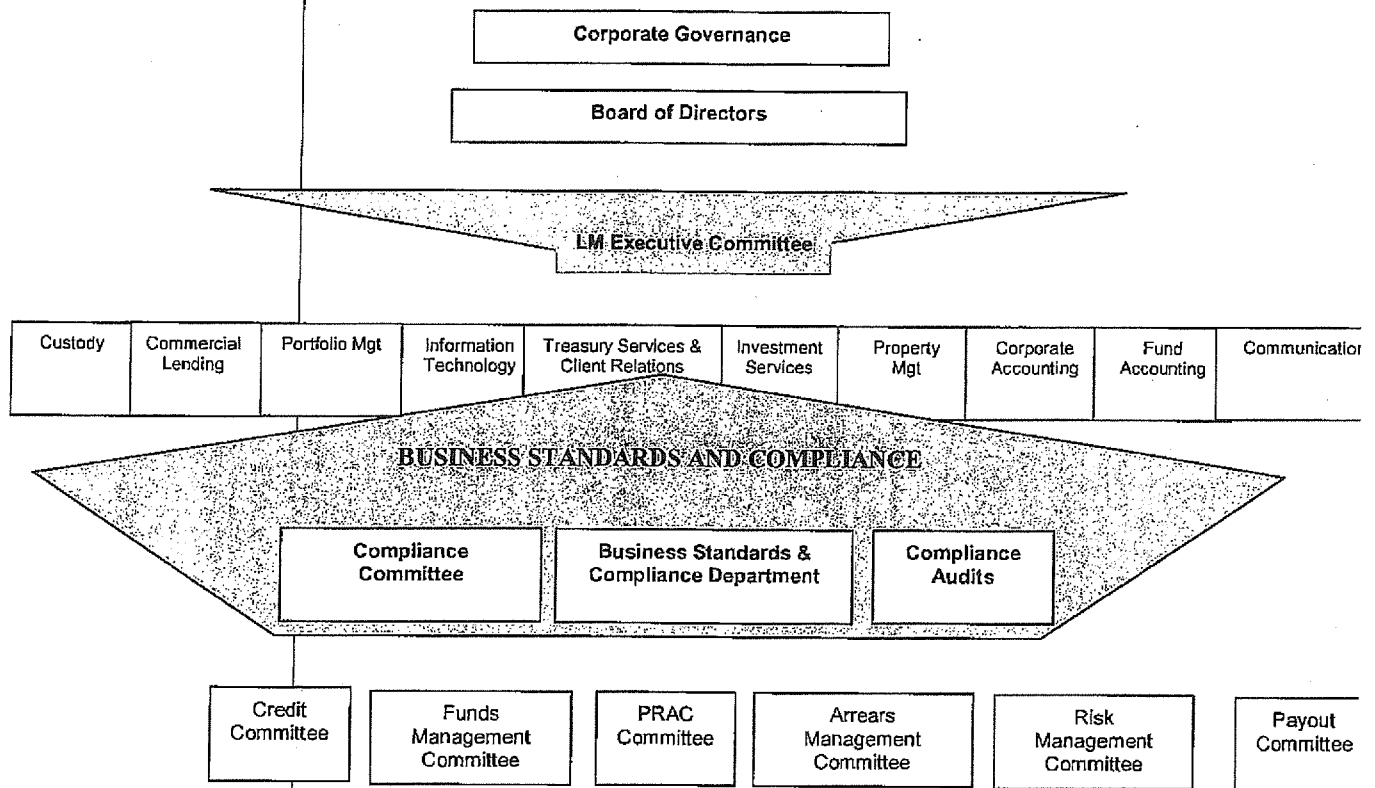 Corporate Governance
Board of Directors
LM Executive Committee
Custody
Commercial
Lending
Portfolio Mgt
Information
Technology
Treasury Services &
Client Relations
Investment
Services
Property
Mgt
Corporate
Accounting
Fund
Accounting
Communication
BUSINESS STANDARDS AND COMPLIANCE
Compliance
Committee
Business Standards &
Compliance Department
Compliance
Audits
Credit
Committee
Funds
Management
Committee
PRAC
Committee
Arrears
Management
Committee
Risk
Management
Committee
Payout
Committee